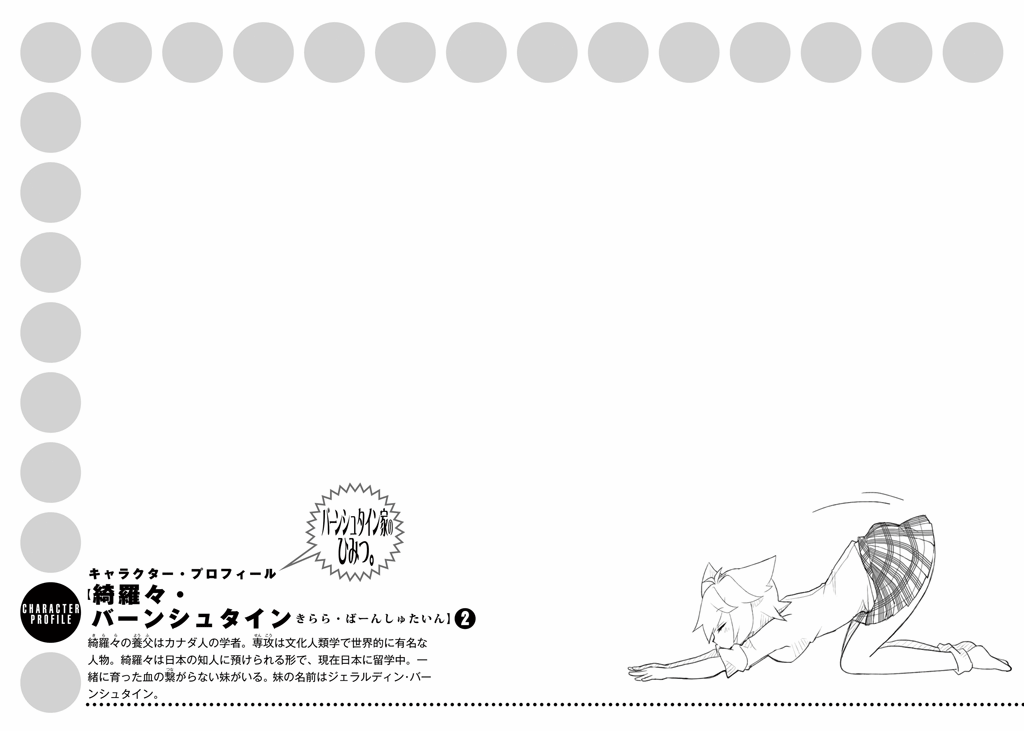 バーンシュタイン家の
ひみつ。
キャラクター・プロフィール
【綺羅々・
バーンシュタイン きらら・ばーんしゅたいん】❷
CHARACTER
PROFILE
綺羅々の養父はカナダ人の学者。専攻は文化人類学で世界的に有名な
人物。綺羅々は日本の知人に預けられる形で、現在日本に留学中。一
緒に育った血の繋がらない妹がいる。妹の名前はジェラルディン・バー
ンシュタイン。